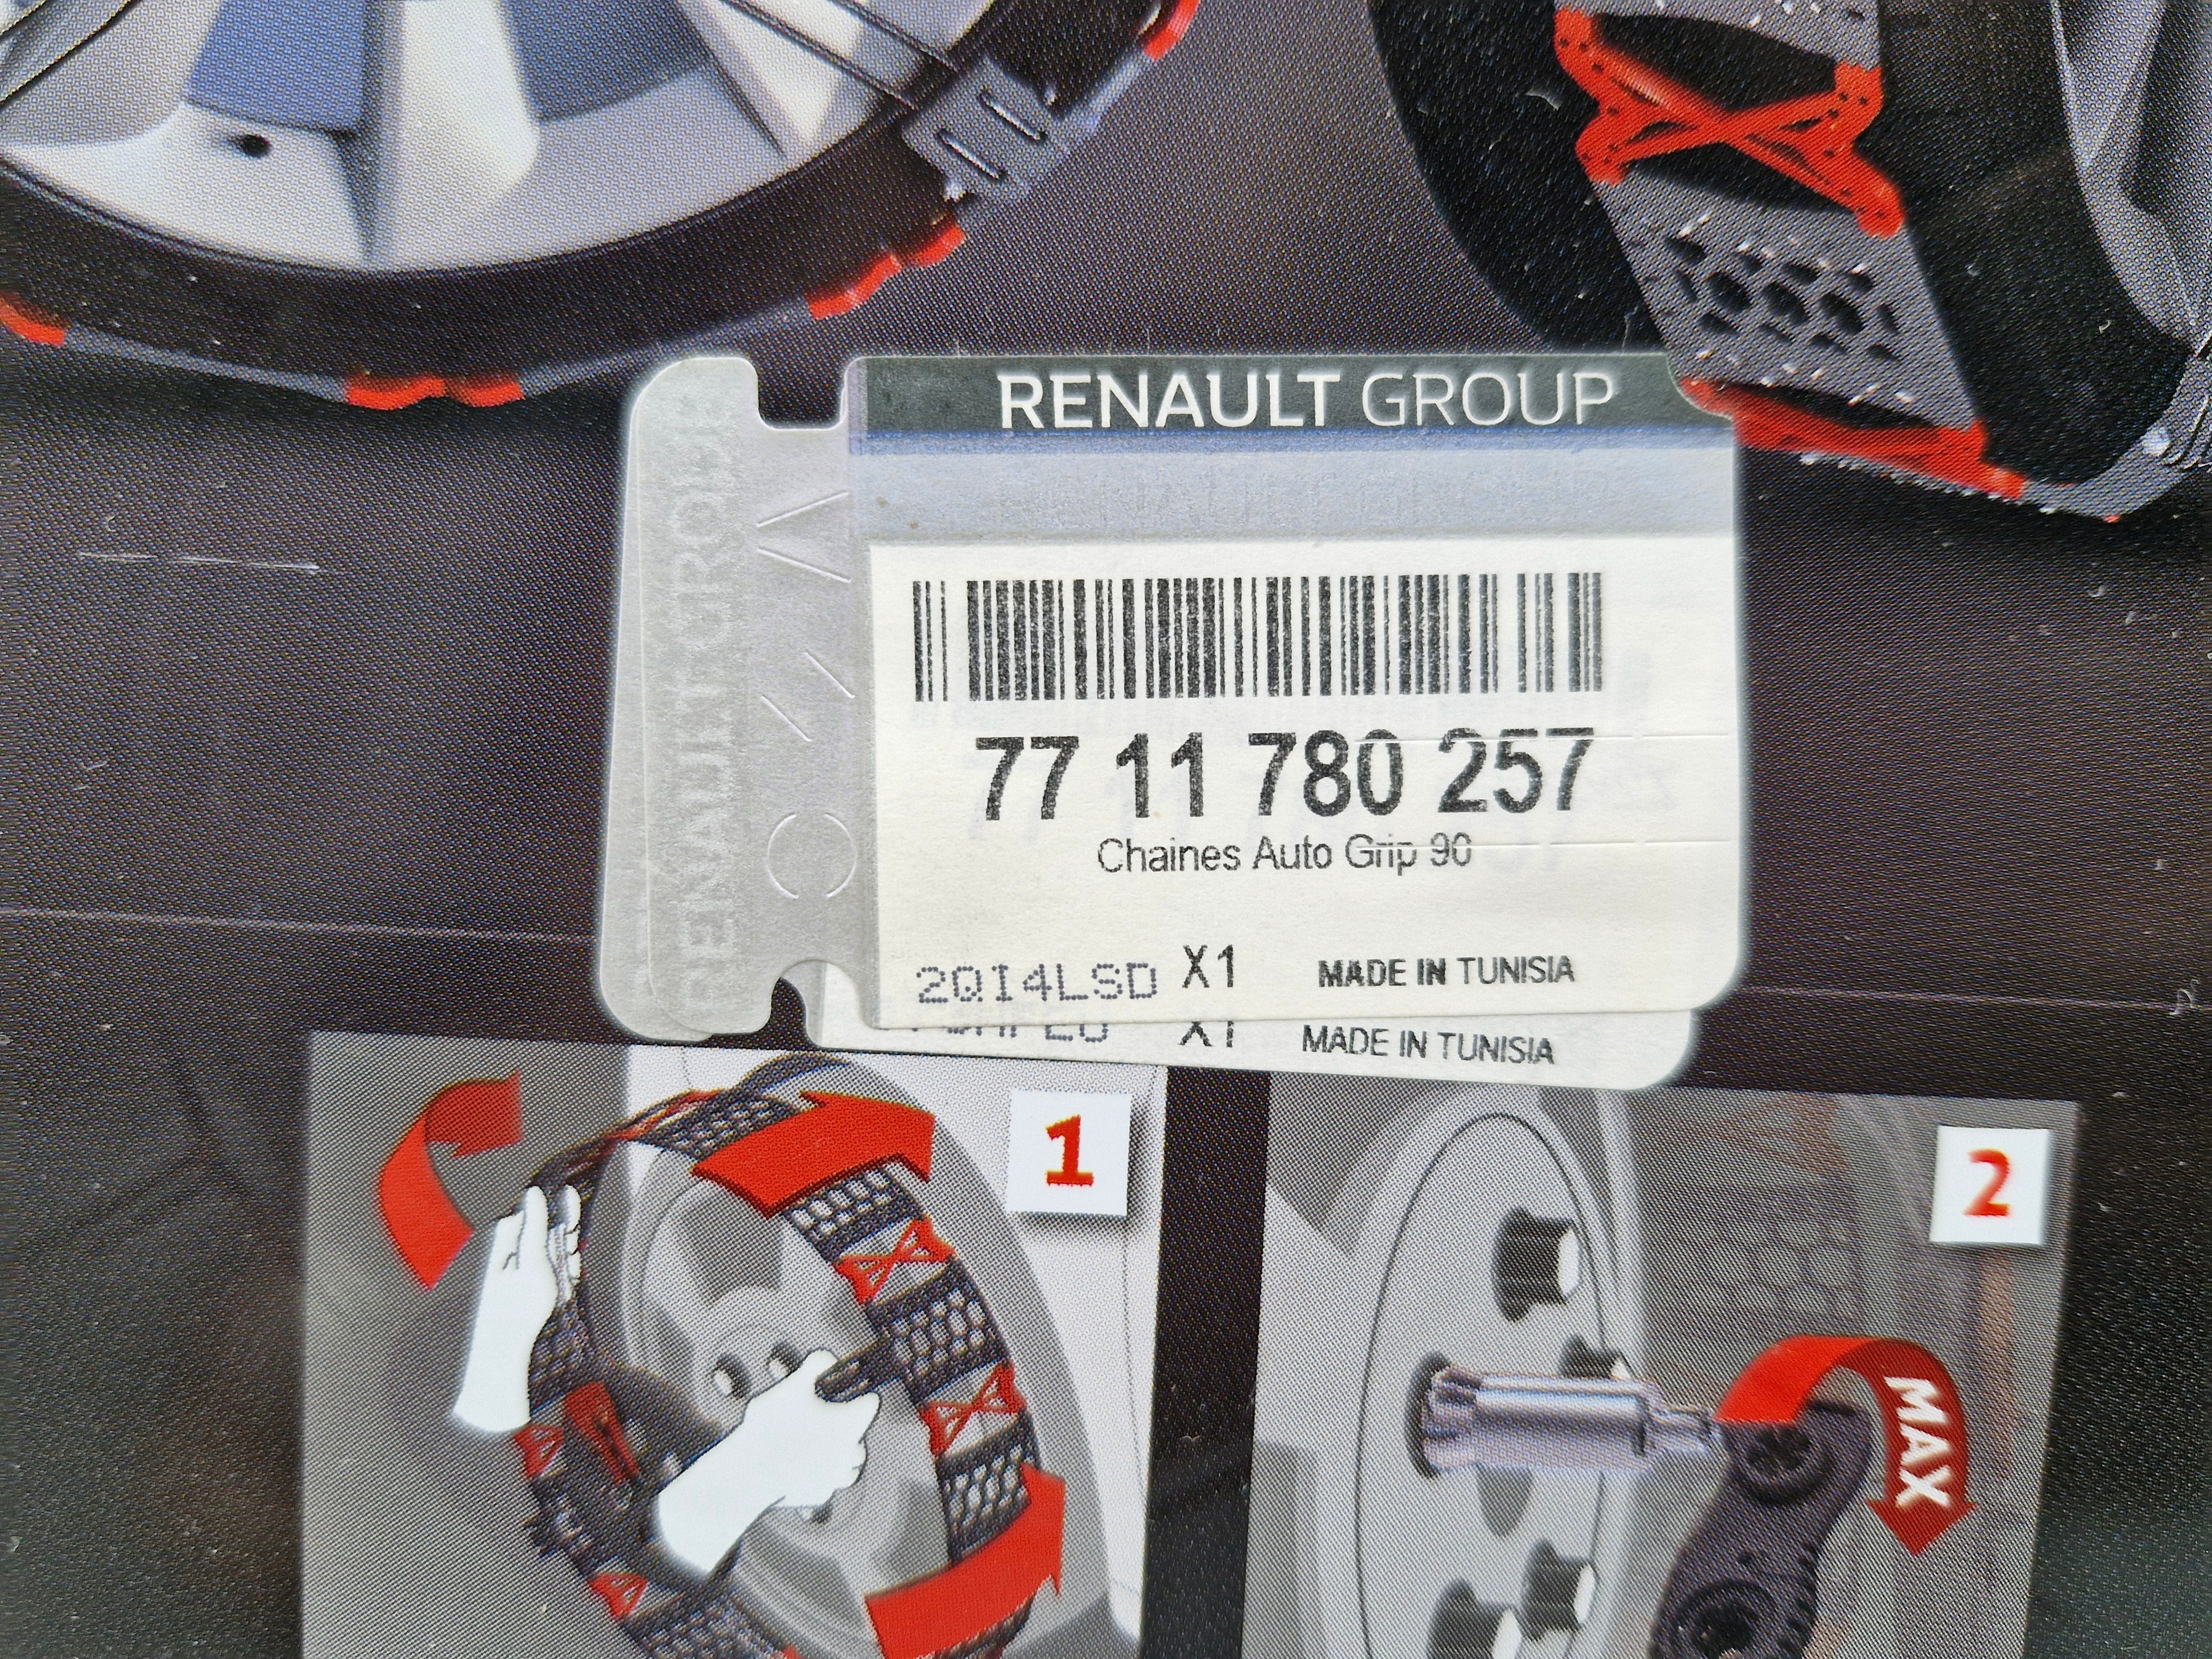 RENAULT GROUP
RENAULT GROUP
77 11 780 257
Chaines Auto Grip 90
2QI4LSD X1 MADE IN TUNISIA
X1 MADE IN TUNISIA
1
2
MAX